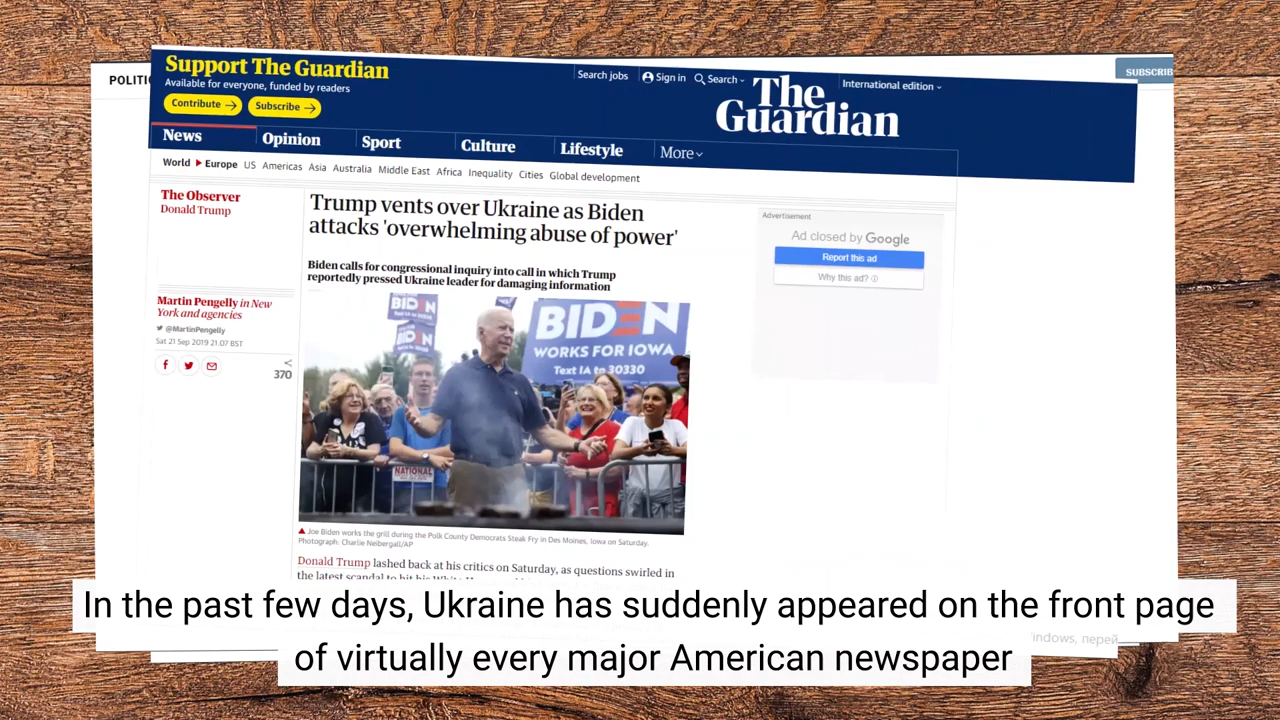 POLITI
SUBSCRIB
Support The Guardian
Available for everyone, funded by readers
Contribute →
Subscribe →
Search jobs
Sign in
Search
International edition
The
Guardian
News
Opinion
Sport
Culture
Lifestyle
More
World
Europe
US
Americas
Asia
Australia
Middle East
Africa
Inequality
Cities
Global development
The Observer
Donald Trump
Trump vents over Ukraine as Biden
attacks 'overwhelming abuse of power'
Biden calls for congressional inquiry into call in which Trump
reportedly pressed Ukraine leader for damaging information
Martin Pengelly in New
York and agencies
@MartinPengelly
Sat 21 Sep 2019 21.07 BST
370
Advertisement
Ad closed by Google
Report this ad
Why this ad?
BIDEN
BIDEN
BIDEN
WORKS FOR IOWA
Text IA to 30330
NATIONAL
Joe Biden works the grill during the Polk County Democrats Steak Fry in Des Moines, Iowa on Saturday.
Photograph: Charlie Neibergall/AP
Donald Trump lashed back at his critics on Saturday, as questions swirled in
the latest scandal to hit his
indows, перей
In the past few days, Ukraine has suddenly appeared on the front page
of virtually every major American newspaper